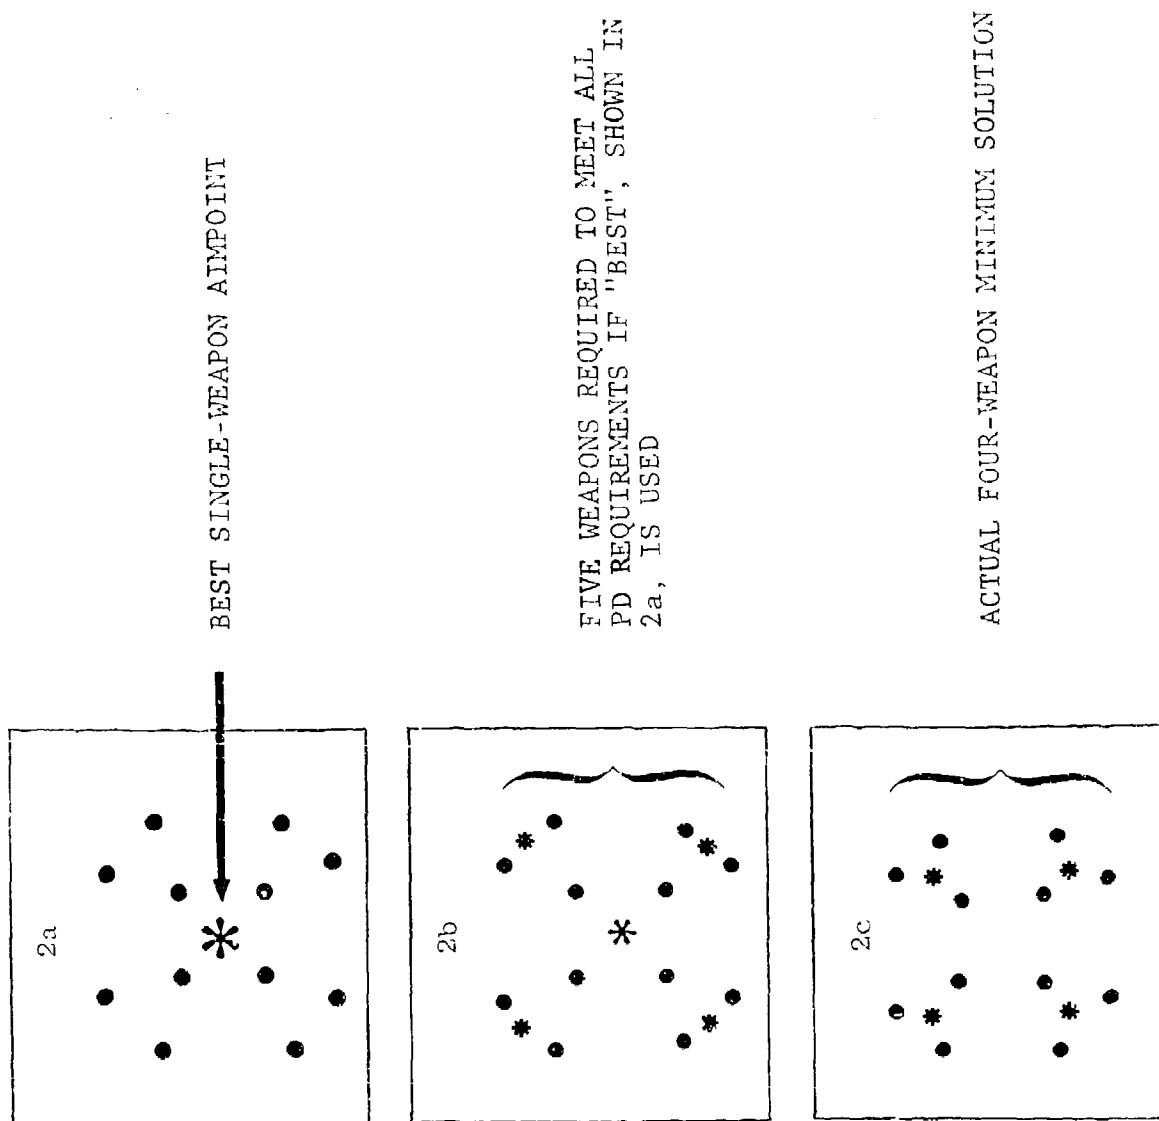 2a
BEST SINGLE-WEAPON AIMPOINT
2b
FIVE WEAPONS REQUIRED TO MEET ALL
PD REQUIREMENTS IF "BEST", SHOWN IN
2a, IS USED
2c
ACTUAL FOUR-WEAPON MINIMUM SOLUTION